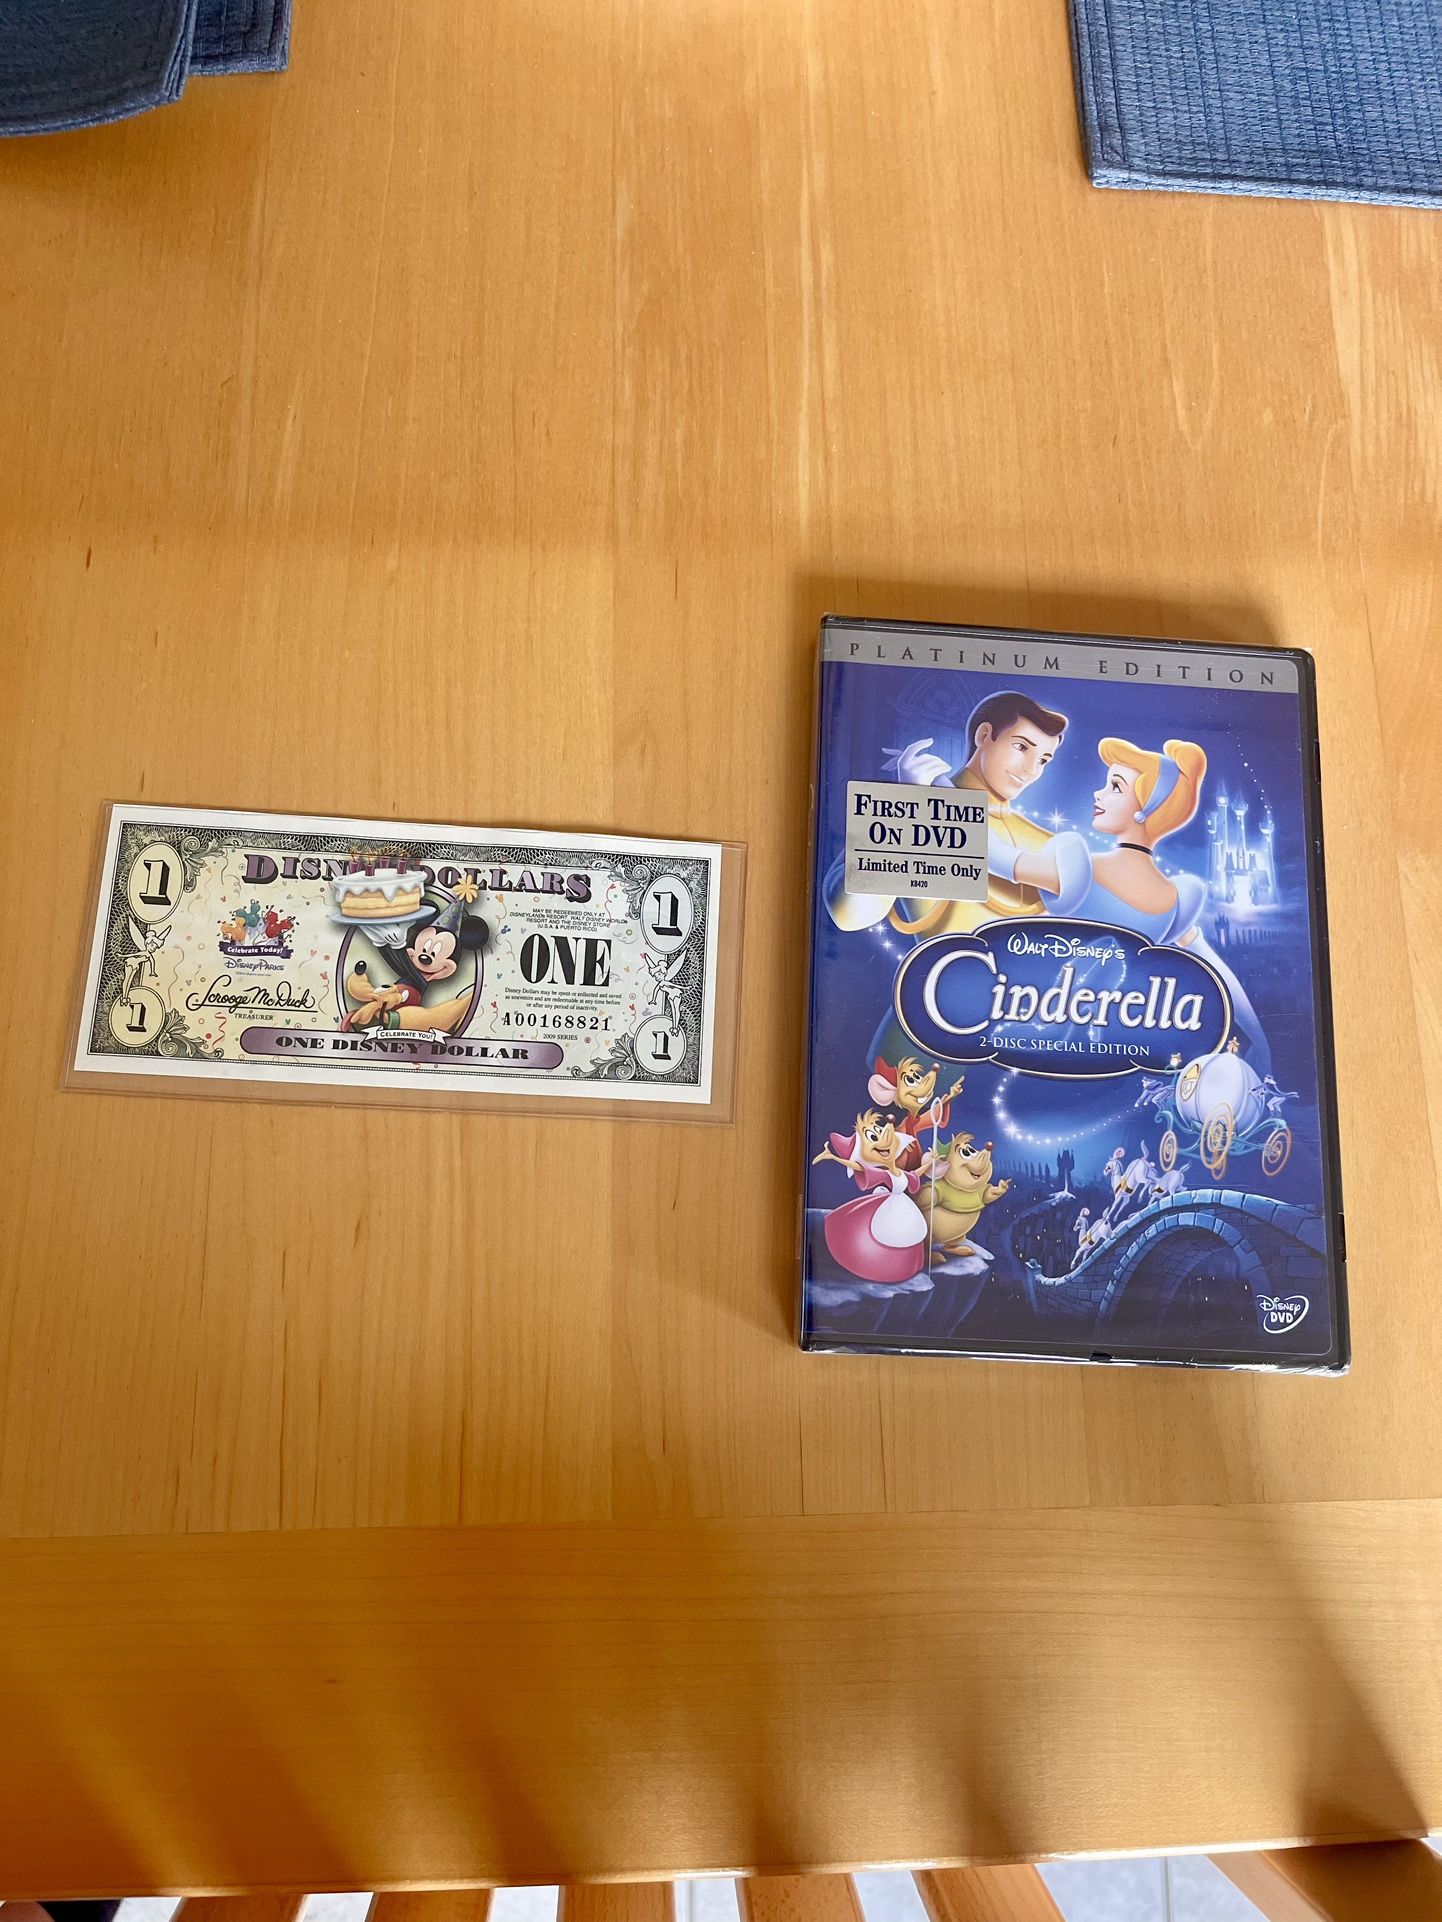 1
DISNEY DOLLARS
1
MAY BE REDEEMED ONLY AT
DISNEYLAND RESORT WALT DISNEY WORLD
RESORT AND THE DISNEY STORE
(U.S.A. & PUERTO RICO)
Celebrate Today!
DISNEY PARKS
ONE
Disney Dollars may be spent or collected and saved
as souvenirs and are redeemable at any time before
or after any period of inactivity.
Scrooge McDuck
TREASURER
A00168821
2009 SERIES
1
CELEBRATE YOU!
ONE DISNEY DOLLAR
1
PLATINUM EDITION
FIRST TIME
ON DVD
Limited Time Only
K8420
WALT DISNEY'S
Cinderella
2-DISC SPECIAL EDITION
DISNEY
DVD